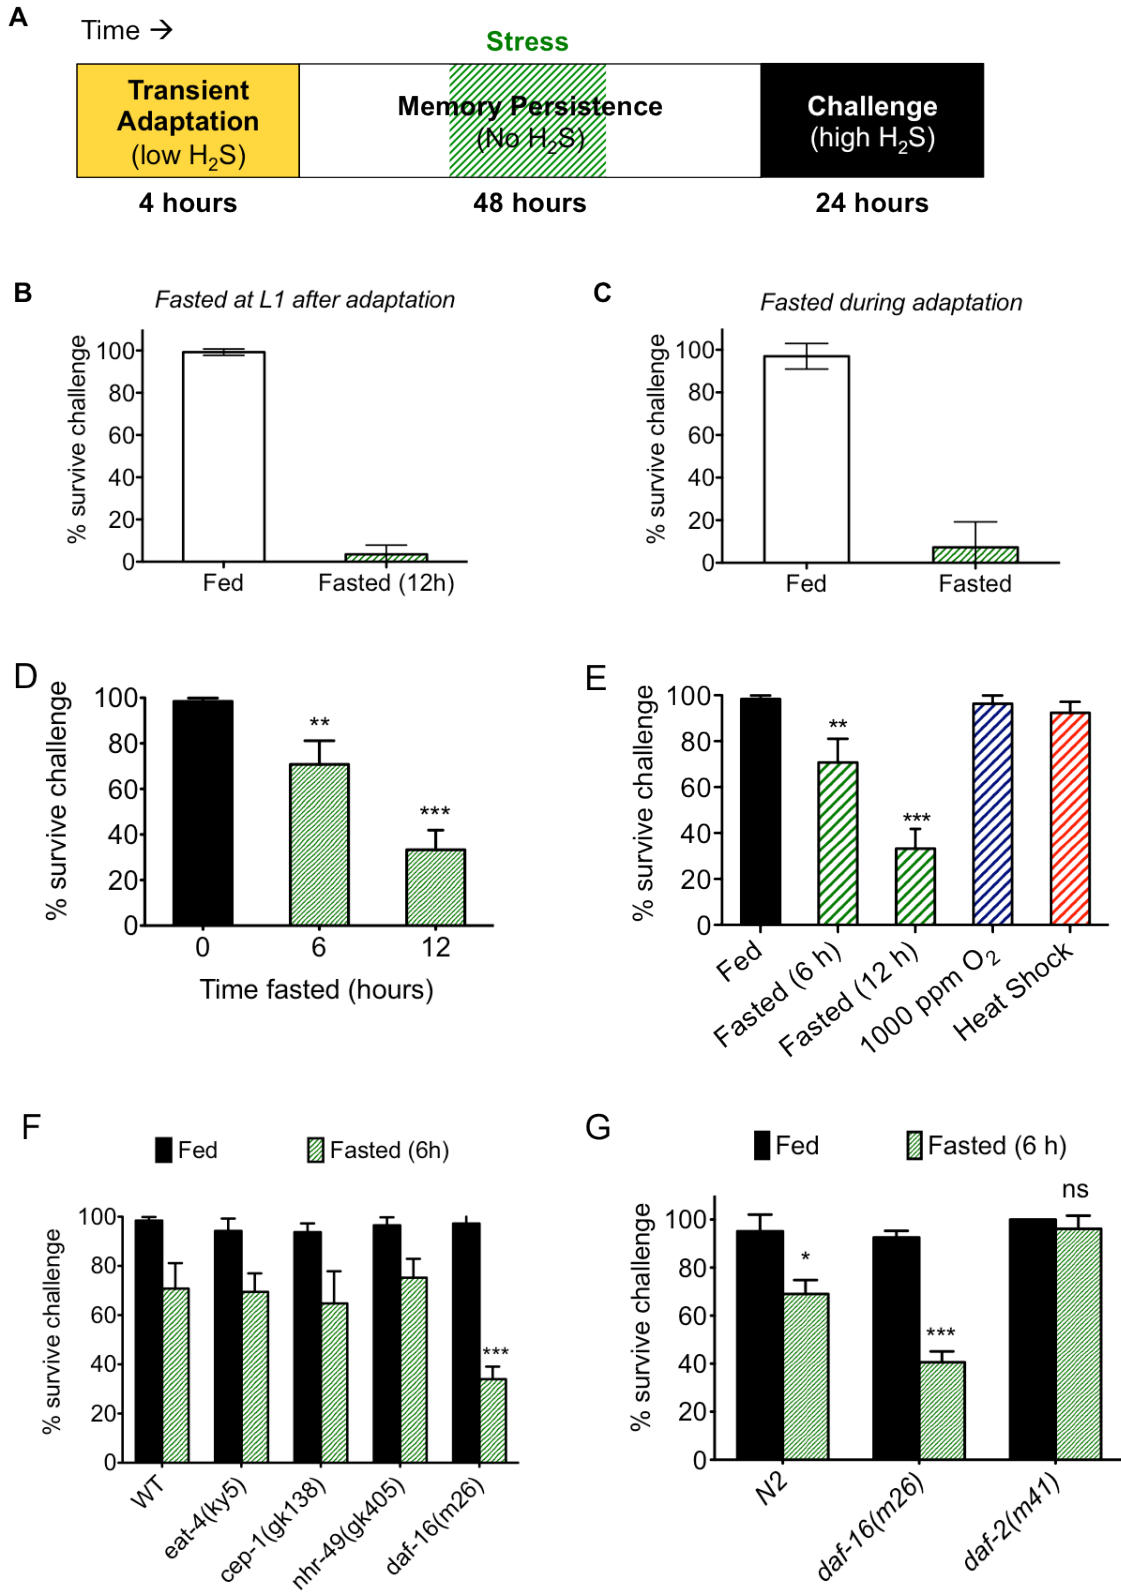 A
Time →
Stress
Transient
Adaptation
(low H₂S)
Memory Persistence
(No H₂S)
Challenge
(high H₂S)
4 hours
48 hours
24 hours
B
Fasted at L1 after adaptation
% survive challenge
100
80
60
40
20
0
Fed
Fasted (12h)
C
Fasted during adaptation
% survive challenge
100
80
60
40
20
0
Fed
Fasted
D
% survive challenge
100
80
60
40
20
0
**
***
0
6
12
Time fasted (hours)
E
% survive challenge
100
80
60
40
20
0
**
***
Fed
Fasted (6 h)
Fasted (12 h)
1000 ppm O₂
Heat Shock
F
Fed
Fasted (6h)
% survive challenge
100
80
60
40
20
0
***
WT
eat-4(ky5)
cep-1(gk138)
nhr-49(gk405)
daf-16(m26)
G
Fed
Fasted (6 h)
% survive challenge
100
80
60
40
20
0
*
***
ns
N2
daf-16(m26)
daf-2(m41)